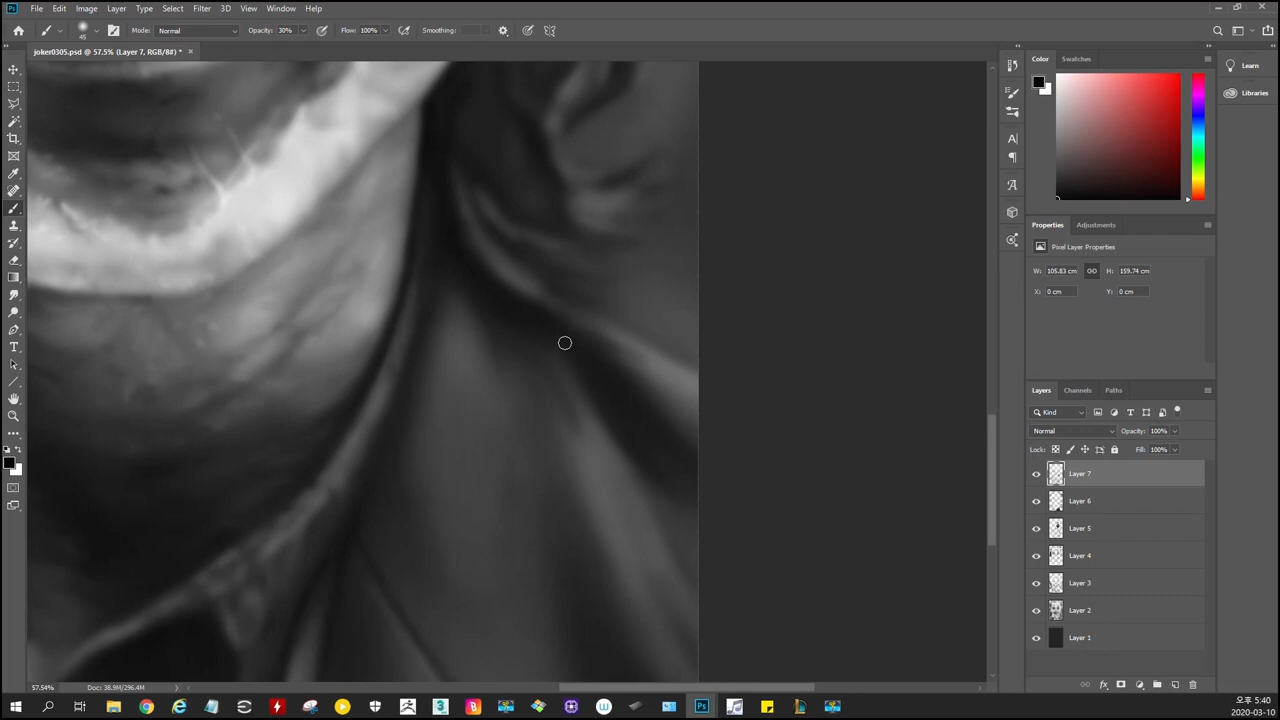 Ps File Edit Image Layer Type Select Filter 3D View Window Help
45 Mode: Normal Opacity: 30% Flow: 100% Smoothing:
joker0305.psd @ 57.5% (Layer 7, RGB/8#) * ×
Color Swatches
Learn
Libraries
Properties Adjustments
Pixel Layer Properties
W: 105.83 cm H: 159.74 cm
X: 0 cm Y: 0 cm
Layers Channels Paths
Kind
Normal Opacity: 100%
Lock: Fill: 100%
Layer 7
Layer 6
Layer 5
Layer 4
Layer 3
Layer 2
Layer 1
57.54% Doc: 38.9M/296.4M
오후 5:40
2020-03-10